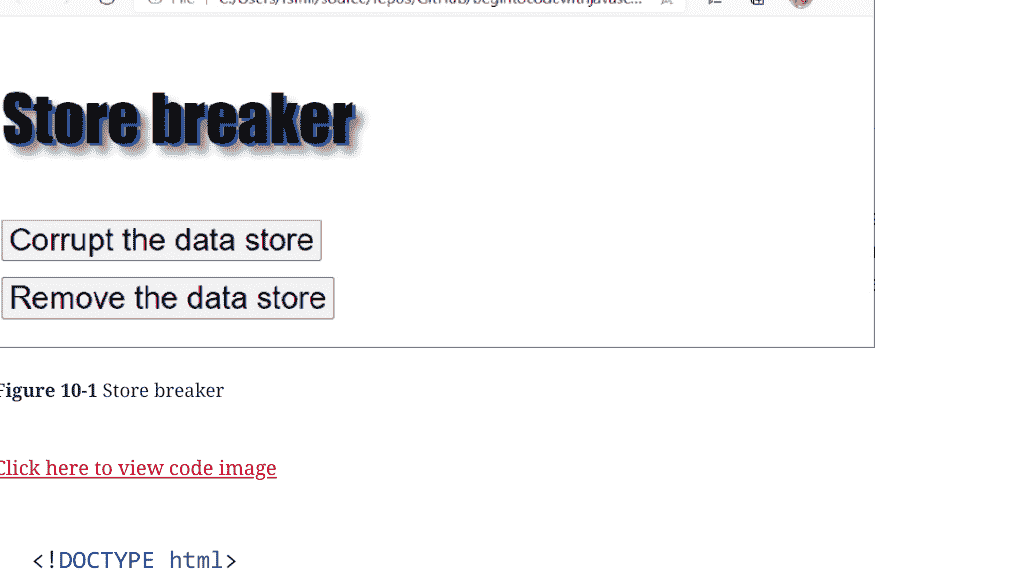 Store breaker
Corrupt the data store
Remove the data store
Figure 10-1 Store breaker
Click here to view code image
<!DOCTYPE html>